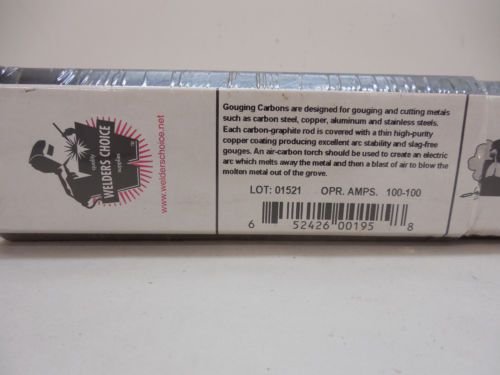 quality
WELDERS CHOICE
supplies
www.welderschoice.net
Gouging Carbons are designed for gouging and cutting metals
such as carbon steel, copper, aluminum and stainless steels.
Each carbon-graphite rod is covered with a thin high-purity
copper coating producing excellent arc stability and slag-free
gouges. An air-carbon torch should be used to create an electric
arc which melts away the metal and then a blast of air to blow the
molten metal out of the grove.
LOT: 01521 OPR. AMPS. 100-100
6 52426 00195 8